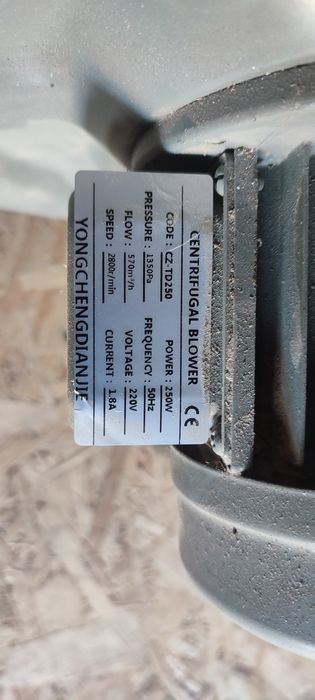 CENTRIFUGAL BLOWER CE
CODE : CZ-TD250 POWER : 250W
PRESSURE : 1350Pa FREQUENCY : 50Hz
FLOW : 570m³/h VOLTAGE : 220V
SPEED : 2800r/min CURRENT : 1.8A
YONGCHENGDIANJIE